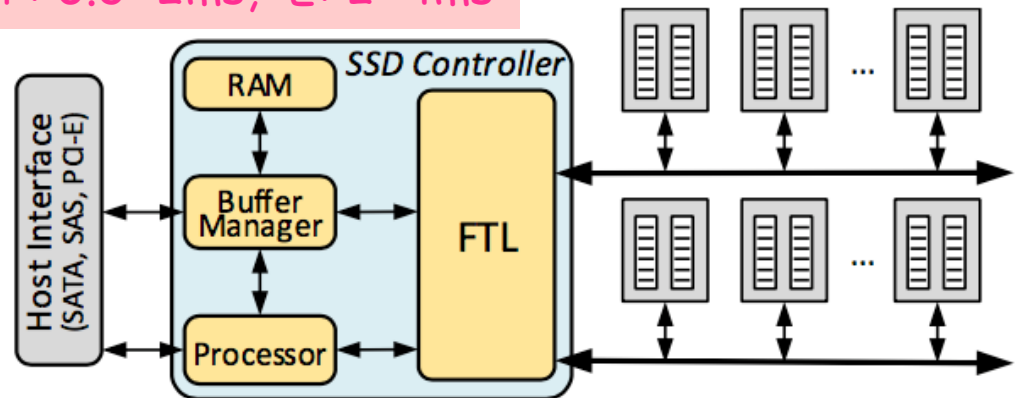 SSD Controller
RAM
Buffer
Manager
Processor
FTL
Host Interface
(SATA, SAS, PCI-E)
...
...